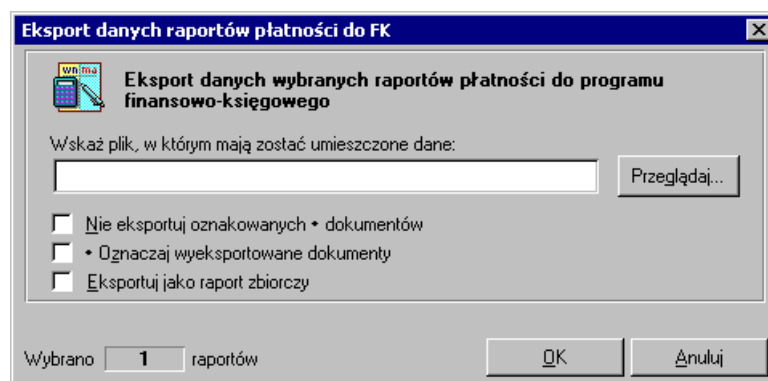 Eksport danych raportów płatności do FK
wn ma
Eksport danych wybranych raportów płatności do programu
finansowo-księgowego
Wskaż plik, w którym mają zostać umieszczone dane:
Przeglądaj...
Nie eksportuj oznakowanych • dokumentów
• Oznaczaj wyeksportowane dokumenty
Eksportuj jako raport zbiorczy
Wybrano 1 raportów OK Anuluj